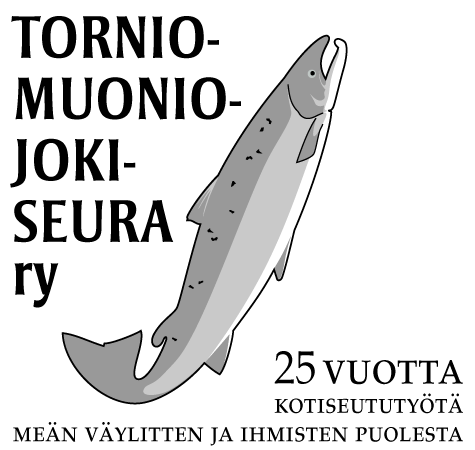 TORNIO-
MUONIO-
JOKI-
SEURA
ry
25 VUOTTA
KOTISEUTUTYÖTÄ
MEÄN VÄYLITTEN JA IHMISTEN PUOLESTA